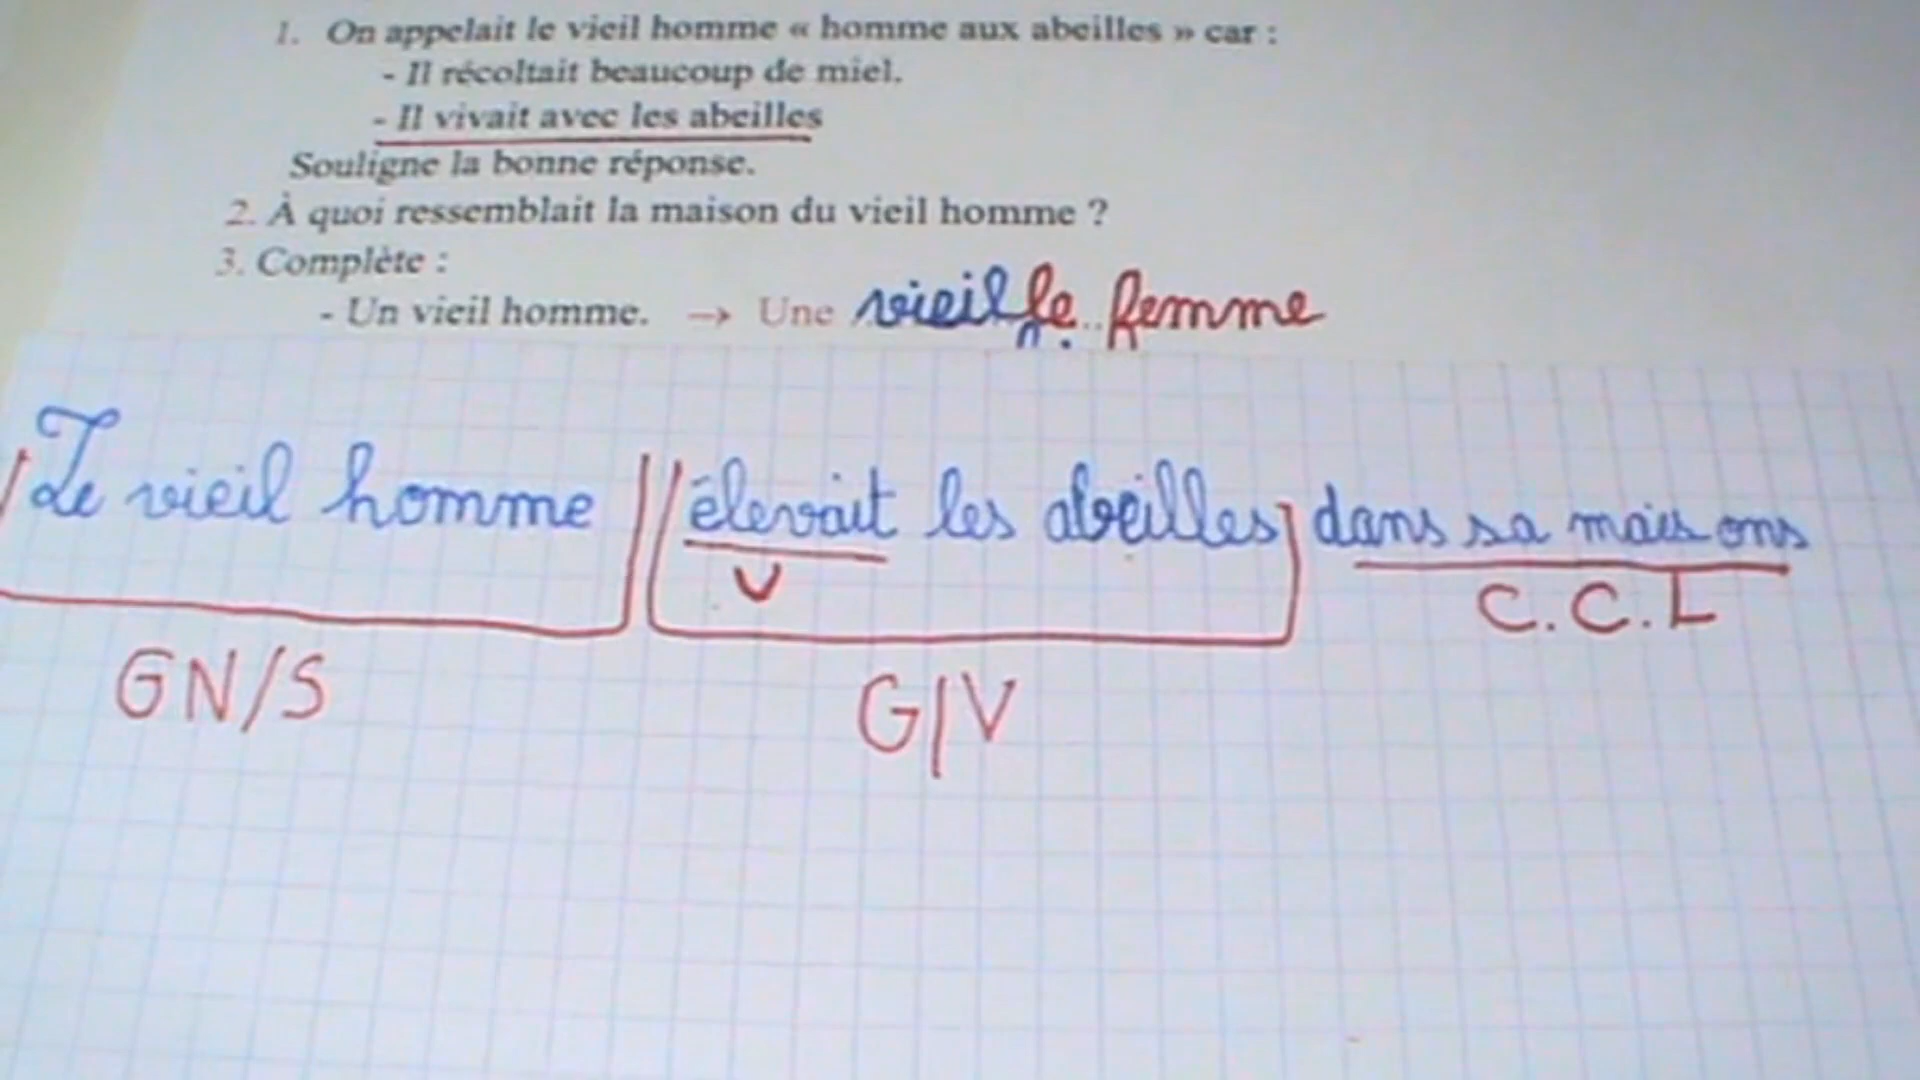 1. On appelait le vieil homme « homme aux abeilles » car :
- Il récoltait beaucoup de miel.
- Il vivait avec les abeilles
Souligne la bonne réponse.
2. À quoi ressemblait la maison du vieil homme ?
3. Complète :
- Un vieil homme. → Une vieille femme
Le vieil homme élevait les abeilles dans sa maisons
V C.C.L
GN/S G/V